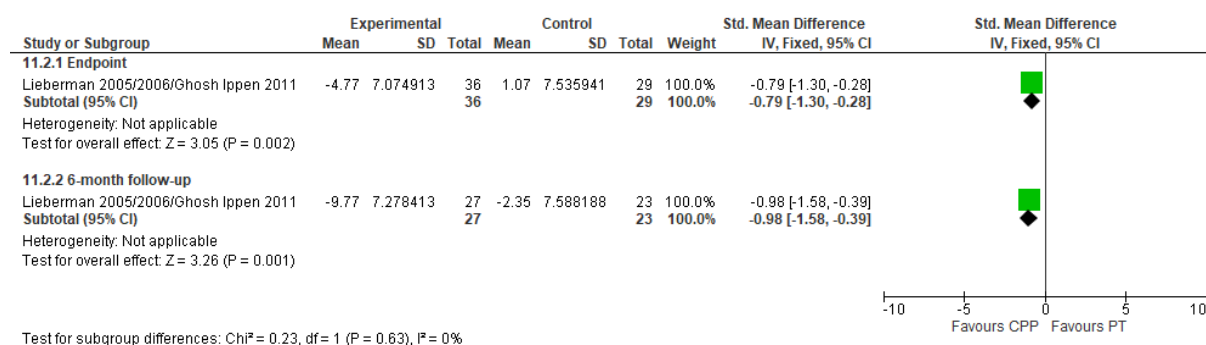 Experimental Control Std. Mean Difference Std. Mean Difference
Study or Subgroup Mean SD Total Mean SD Total Weight IV, Fixed, 95% CI IV, Fixed, 95% CI
11.2.1 Endpoint
Lieberman 2005/2006/Ghosh Ippen 2011 -4.77 7.074913 36 1.07 7.535941 29 100.0% -0.79 [-1.30, -0.28]
Subtotal (95% CI) 36 29 100.0% -0.79 [-1.30, -0.28]
Heterogeneity: Not applicable
Test for overall effect: Z = 3.05 (P = 0.002)
11.2.2 6-month follow-up
Lieberman 2005/2006/Ghosh Ippen 2011 -9.77 7.278413 27 -2.35 7.588188 23 100.0% -0.98 [-1.58, -0.39]
Subtotal (95% CI) 27 23 100.0% -0.98 [-1.58, -0.39]
Heterogeneity: Not applicable
Test for overall effect: Z = 3.26 (P = 0.001)
-10 -5 0 5 10
Favours CPP Favours PT
Test for subgroup differences: Chi² = 0.23, df = 1 (P = 0.63), I² = 0%